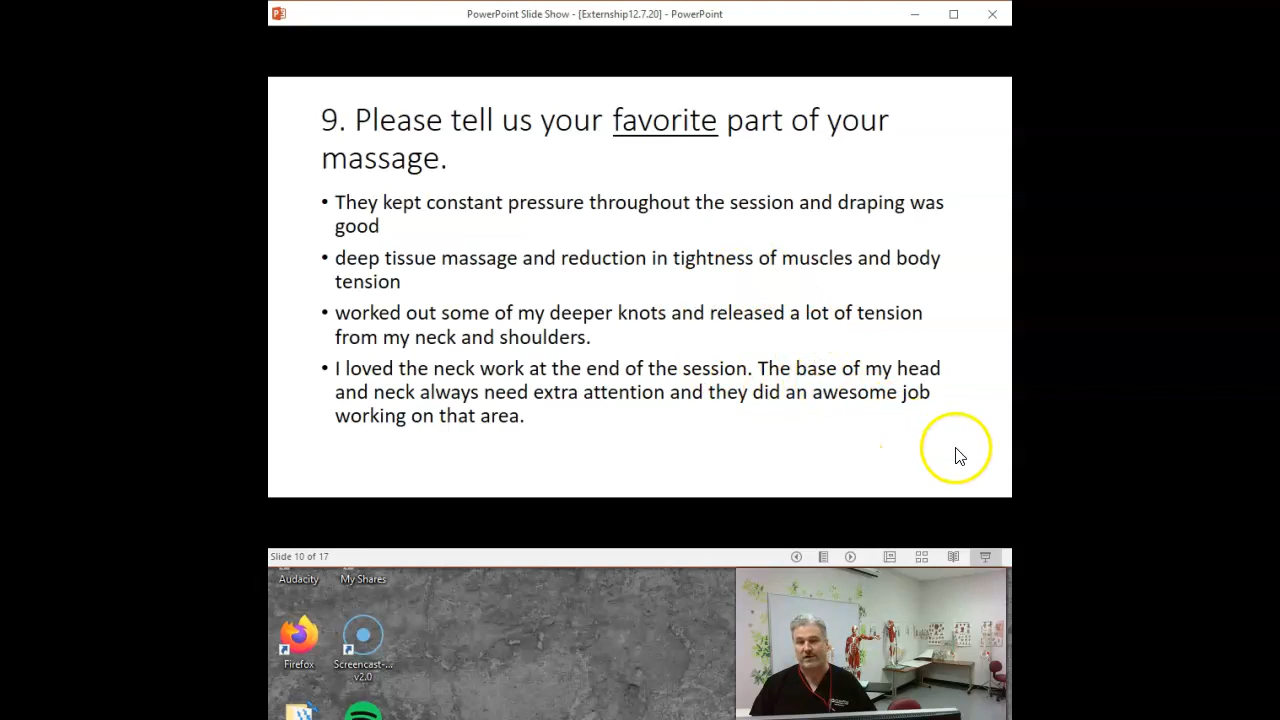 PowerPoint Slide Show - [Externship12.7.20] - PowerPoint
9. Please tell us your favorite part of your
massage.
• They kept constant pressure throughout the session and draping was
good
• deep tissue massage and reduction in tightness of muscles and body
tension
• worked out some of my deeper knots and released a lot of tension
from my neck and shoulders.
• I loved the neck work at the end of the session. The base of my head
and neck always need extra attention and they did an awesome job
working on that area.
Slide 10 of 17
Audacity
My Shares
Firefox
Screencast-...
v2.0